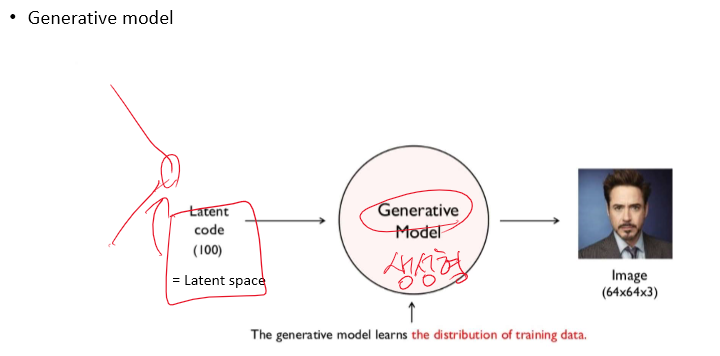 • Generative model
Latent
code
(100)
= Latent space
Generative
Model
생성형
Image
(64x64x3)
The generative model learns the distribution of training data.